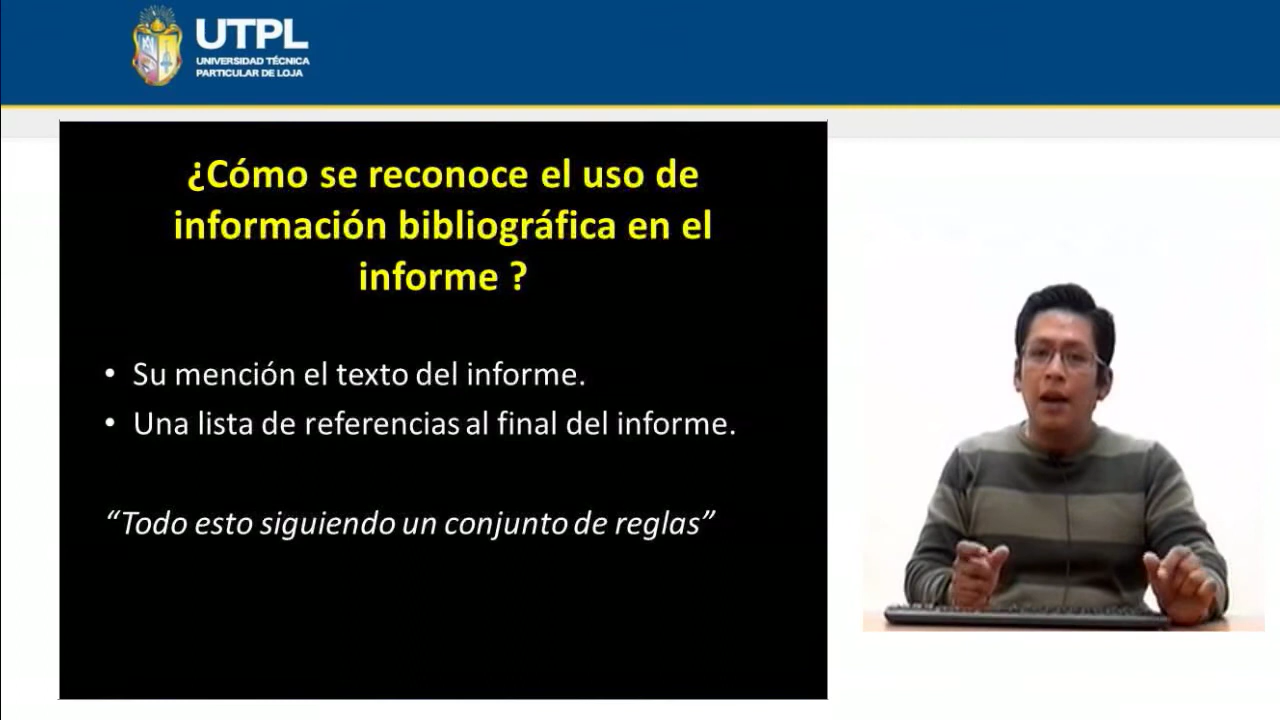 UTPL
UNIVERSIDAD TÉCNICA
PARTICULAR DE LOJA
¿Cómo se reconoce el uso de
información bibliográfica en el
informe ?
• Su mención el texto del informe.
• Una lista de referencias al final del informe.
“Todo esto siguiendo un conjunto de reglas”